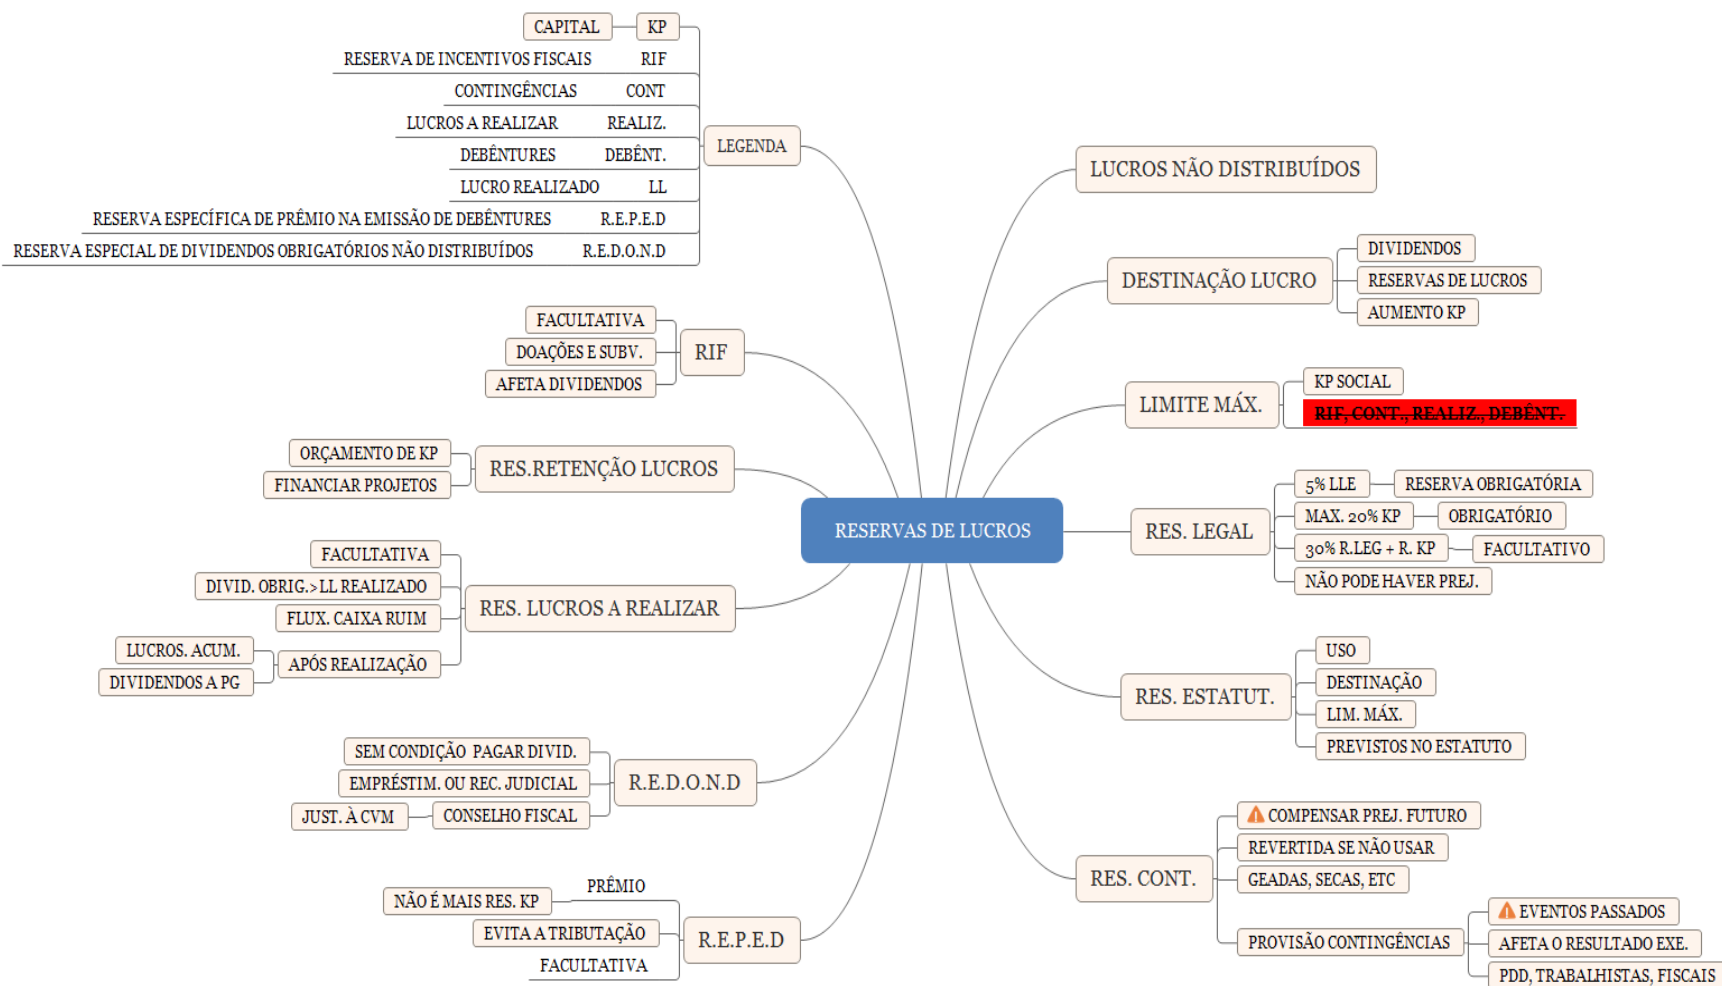 CAPITAL KP
RESERVA DE INCENTIVOS FISCAIS RIF
CONTINGÊNCIAS CONT
LUCROS A REALIZAR REALIZ.
DEBÊNTURES DEBÊNT.
LUCRO REALIZADO LL
RESERVA ESPECÍFICA DE PRÊMIO NA EMISSÃO DE DEBÊNTURES R.E.P.E.D
RESERVA ESPECIAL DE DIVIDENDOS OBRIGATÓRIOS NÃO DISTRIBUÍDOS R.E.D.O.N.D
LEGENDA
FACULTATIVA
DOAÇÕES E SUBV.
AFETA DIVIDENDOS
RIF
ORÇAMENTO DE KP
FINANCIAR PROJETOS
RES.RETENÇÃO LUCROS
FACULTATIVA
DIVID. OBRIG.>LL REALIZADO
FLUX. CAIXA RUIM
LUCROS. ACUM.
DIVIDENDOS A PG
APÓS REALIZAÇÃO
RES. LUCROS A REALIZAR
SEM CONDIÇÃO PAGAR DIVID.
EMPRÉSTIM. OU REC. JUDICIAL
JUST. À CVM CONSELHO FISCAL
R.E.D.O.N.D
PRÊMIO
NÃO É MAIS RES. KP
EVITA A TRIBUTAÇÃO
FACULTATIVA
R.E.P.E.D
RESERVAS DE LUCROS
LUCROS NÃO DISTRIBUÍDOS
DESTINAÇÃO LUCRO
DIVIDENDOS
RESERVAS DE LUCROS
AUMENTO KP
LIMITE MÁX.
KP SOCIAL
RIF, CONT., REALIZ., DEBÊNT.
RES. LEGAL
5% LLE RESERVA OBRIGATÓRIA
MAX. 20% KP OBRIGATÓRIO
30% R.LEG + R. KP FACULTATIVO
NÃO PODE HAVER PREJ.
RES. ESTATUT.
USO
DESTINAÇÃO
LIM. MÁX.
PREVISTOS NO ESTATUTO
RES. CONT.
COMPENSAR PREJ. FUTURO
REVERTIDA SE NÃO USAR
GEADAS, SECAS, ETC
PROVISÃO CONTINGÊNCIAS
EVENTOS PASSADOS
AFETA O RESULTADO EXE.
PDD, TRABALHISTAS, FISCAIS